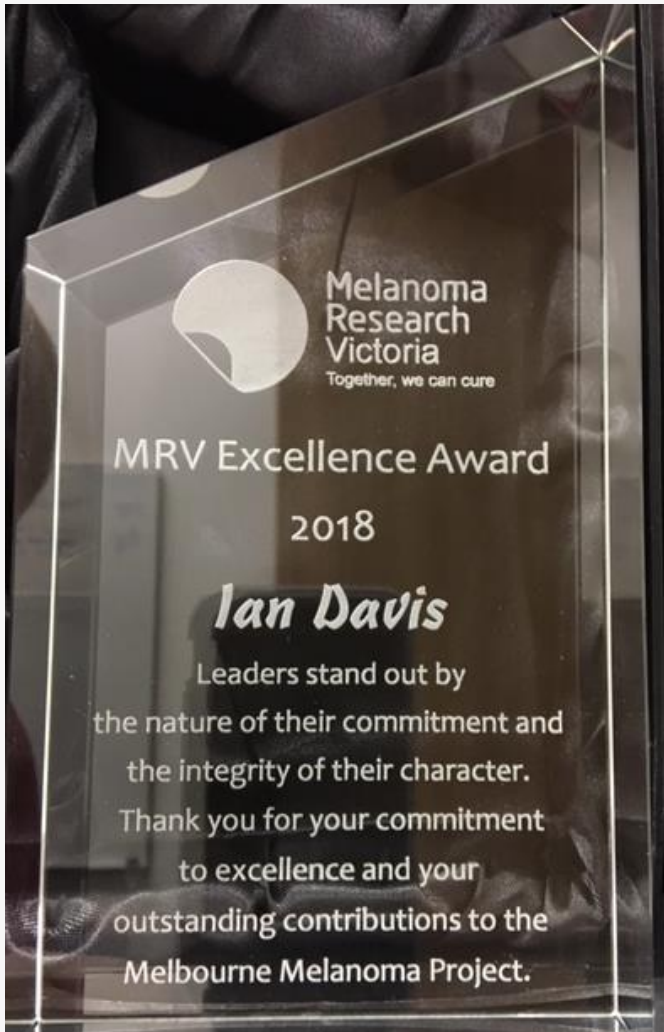 Melanoma
Research
Victoria
Together, we can cure
MRV Excellence Award
2018
Ian Davis
Leaders stand out by
the nature of their commitment and
the integrity of their character.
Thank you for your commitment
to excellence and your
outstanding contributions to the
Melbourne Melanoma Project.